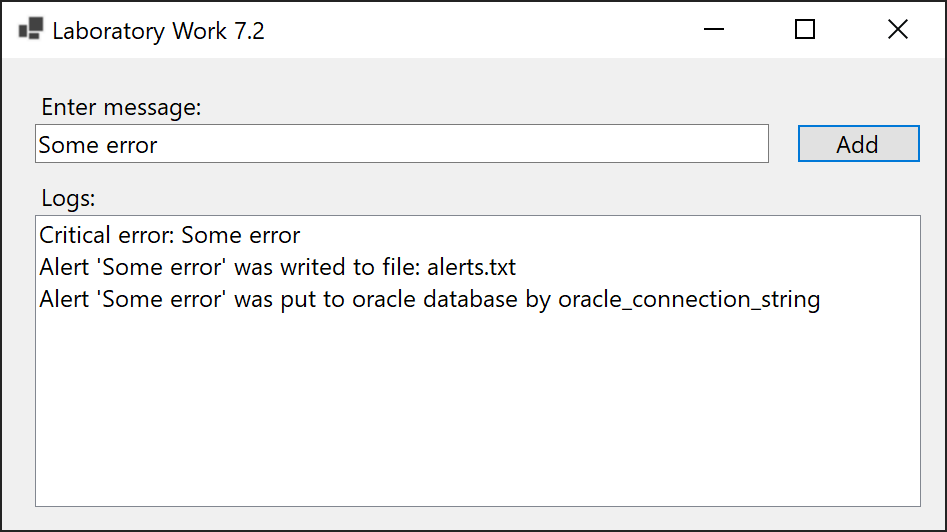 Laboratory Work 7.2
Enter message:
Some error
Add
Logs:
Critical error: Some error
Alert 'Some error' was writed to file: alerts.txt
Alert 'Some error' was put to oracle database by oracle_connection_string